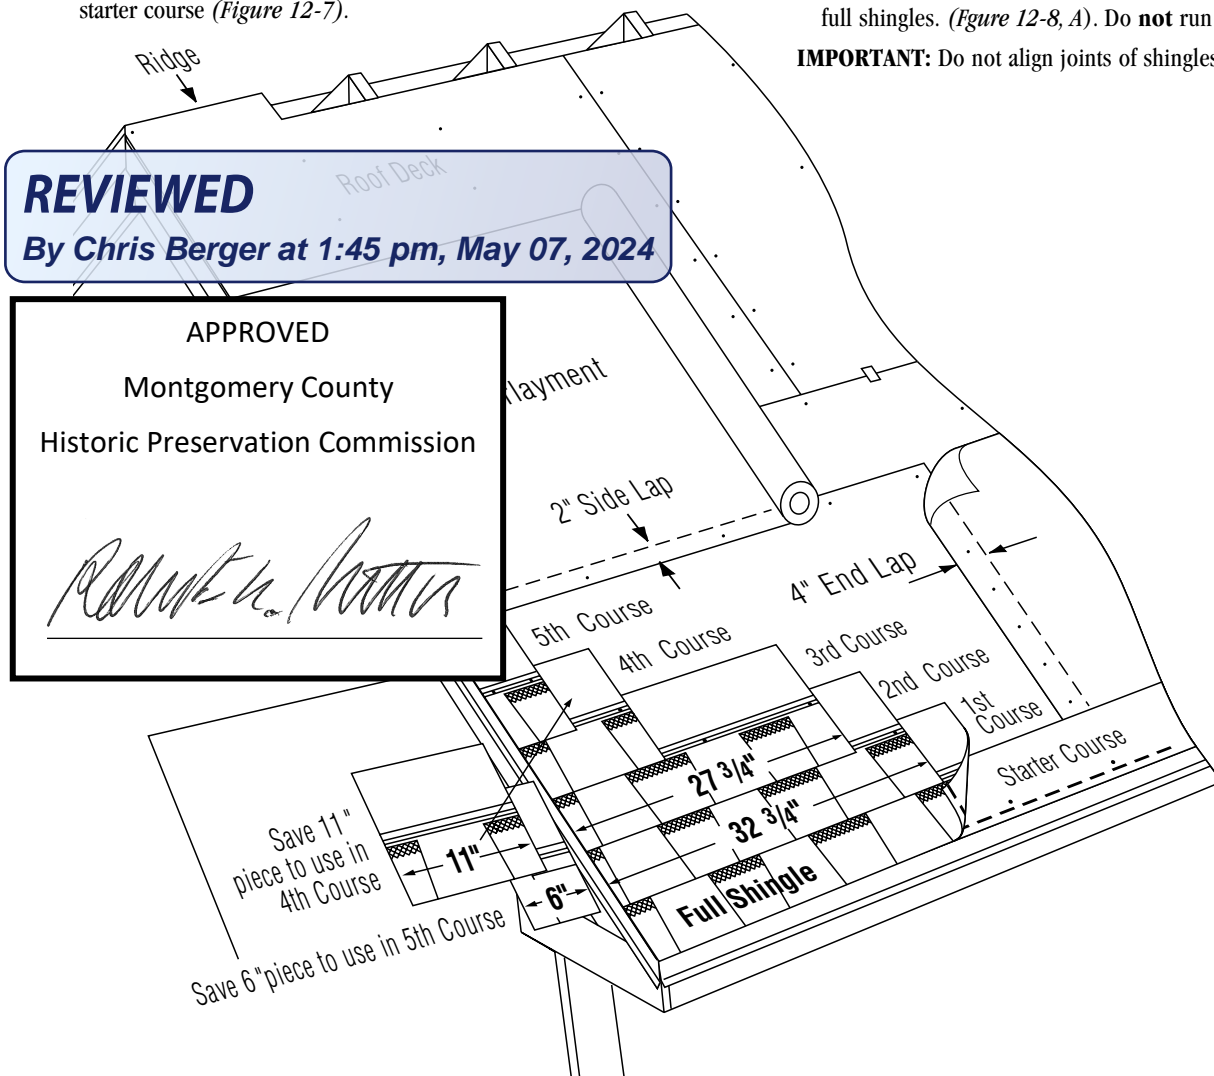 starter course (Figure 12-7).
full shingles. (Fgure 12-8, A). Do not run
IMPORTANT: Do not align joints of shingles
Ridge
Roof Deck
REVIEWED
By Chris Berger at 1:45 pm, May 07, 2024
APPROVED
Montgomery County
Historic Preservation Commission
rlayment
2" Side Lap
4" End Lap
5th Course
4th Course
3rd Course
2nd Course
1st
Course
Starter Course
27 3/4"
32 3/4"
Full Shingle
Save 11"
piece to use in
4th Course
11"
6"
Save 6"piece to use in 5th Course